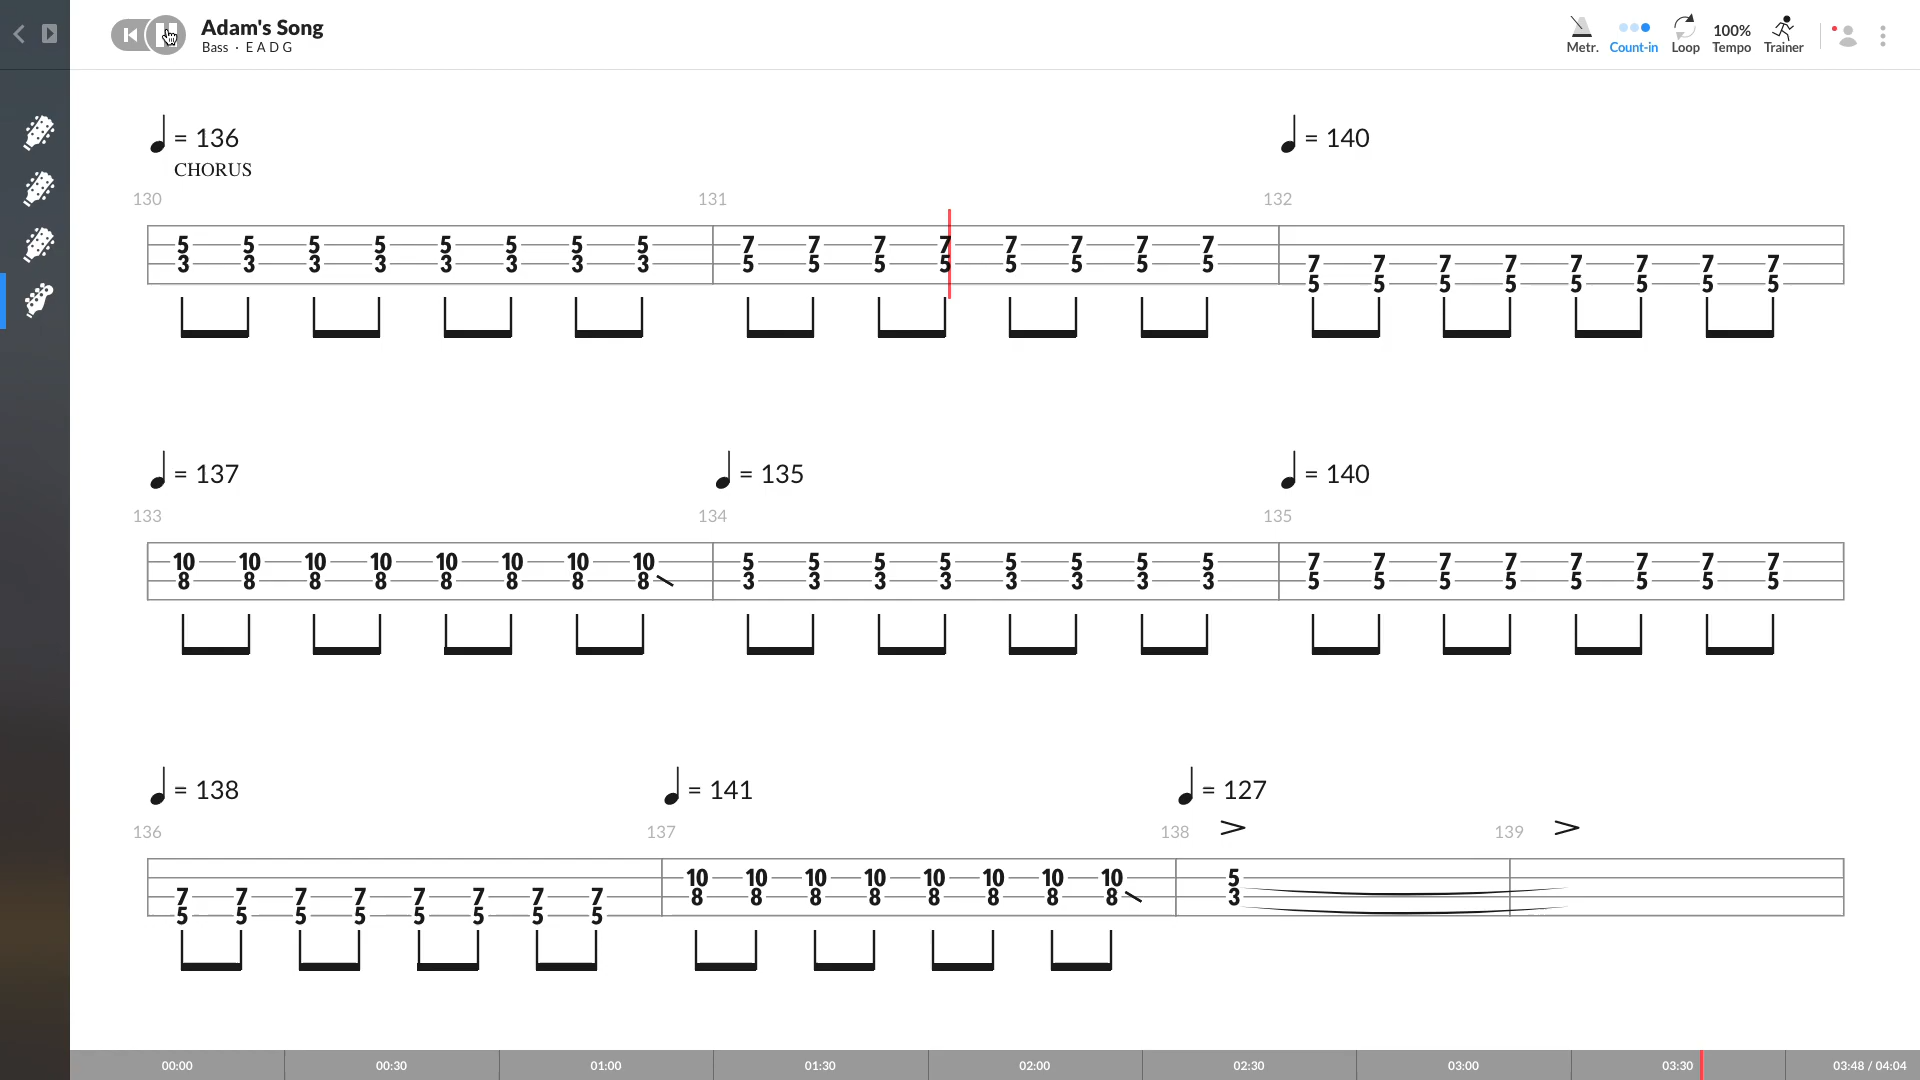 Adam's Song
Bass · E A D G
Metr. Count-in Loop 100% Tempo Trainer
= 136 = 140
CHORUS
130 131 132
5 5 5 5 5 5 5 5 7 7 7 7 7 7 7 7
3 3 3 3 3 3 3 3 5 5 5 5 5 5 5 5 7 7 7 7 7 7 7 7
5 5 5 5 5 5 5 5
= 137 = 135 = 140
133 134 135
10 10 10 10 10 10 10 10 5 5 5 5 5 5 5 5 7 7 7 7 7 7 7 7
8 8 8 8 8 8 8 8 3 3 3 3 3 3 3 3 5 5 5 5 5 5 5 5
= 138 = 141 = 127
136 137 138 > 139 >
10 10 10 10 10 10 10 10 5
7 7 7 7 7 7 7 7 8 8 8 8 8 8 8 8 3
5 5 5 5 5 5 5 5
00:00 00:30 01:00 01:30 02:00 02:30 03:00 03:30 03:48 / 04:04